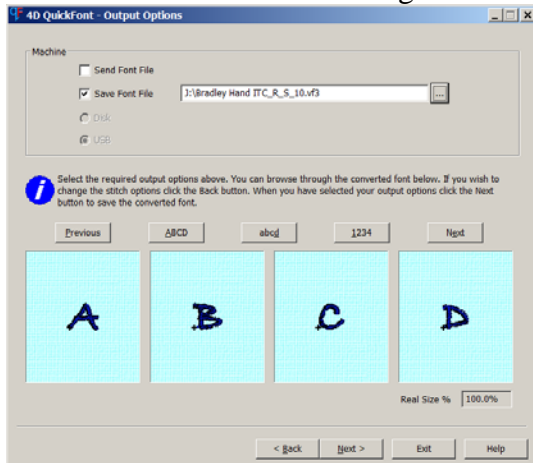 4D QuickFont - Output Options
Machine
Send Font File
Save Font File J:\Bradley Hand ITC_R_S_10.vf3 ...
Disk
USB
Select the required output options above. You can browse through the converted font below. If you wish to
change the stitch options click the Back button. When you have selected your output options click the Next
button to save the converted font.
Previous ABCD abcd 1234 Next
A B C D
Real Size % 100.0%
< Back Next > Exit Help